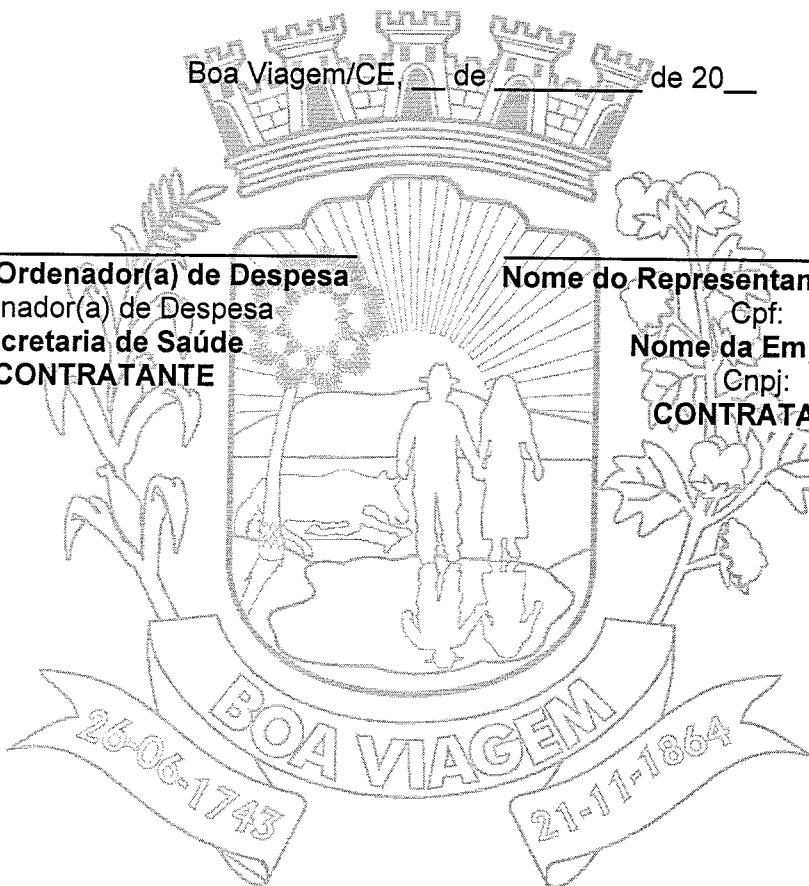 Boa Viagem/CE, __ de __________ de 20__
Ordenador(a) de Despesa
nador(a) de Despesa
cretaria de Saúde
CONTRATANTE
Nome do Representan
Cpf:
Nome da Em
Cnpj:
CONTRATA
BOA VIAGEM
26-06-1743
21-11-1864